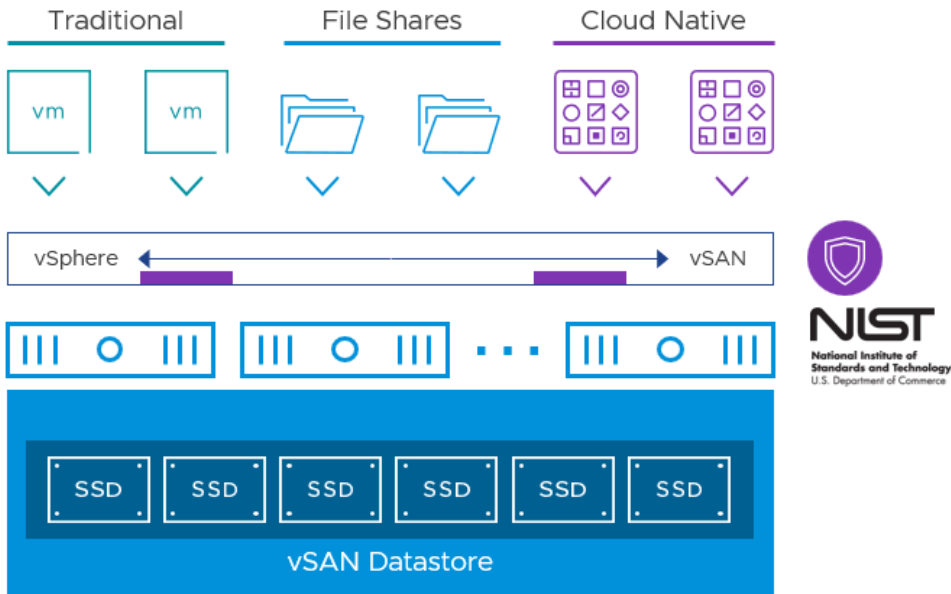 Traditional
File Shares
Cloud Native
vm
vm
vSphere
vSAN
NIST
National Institute of
Standards and Technology
U.S. Department of Commerce
SSD
SSD
SSD
SSD
SSD
SSD
vSAN Datastore